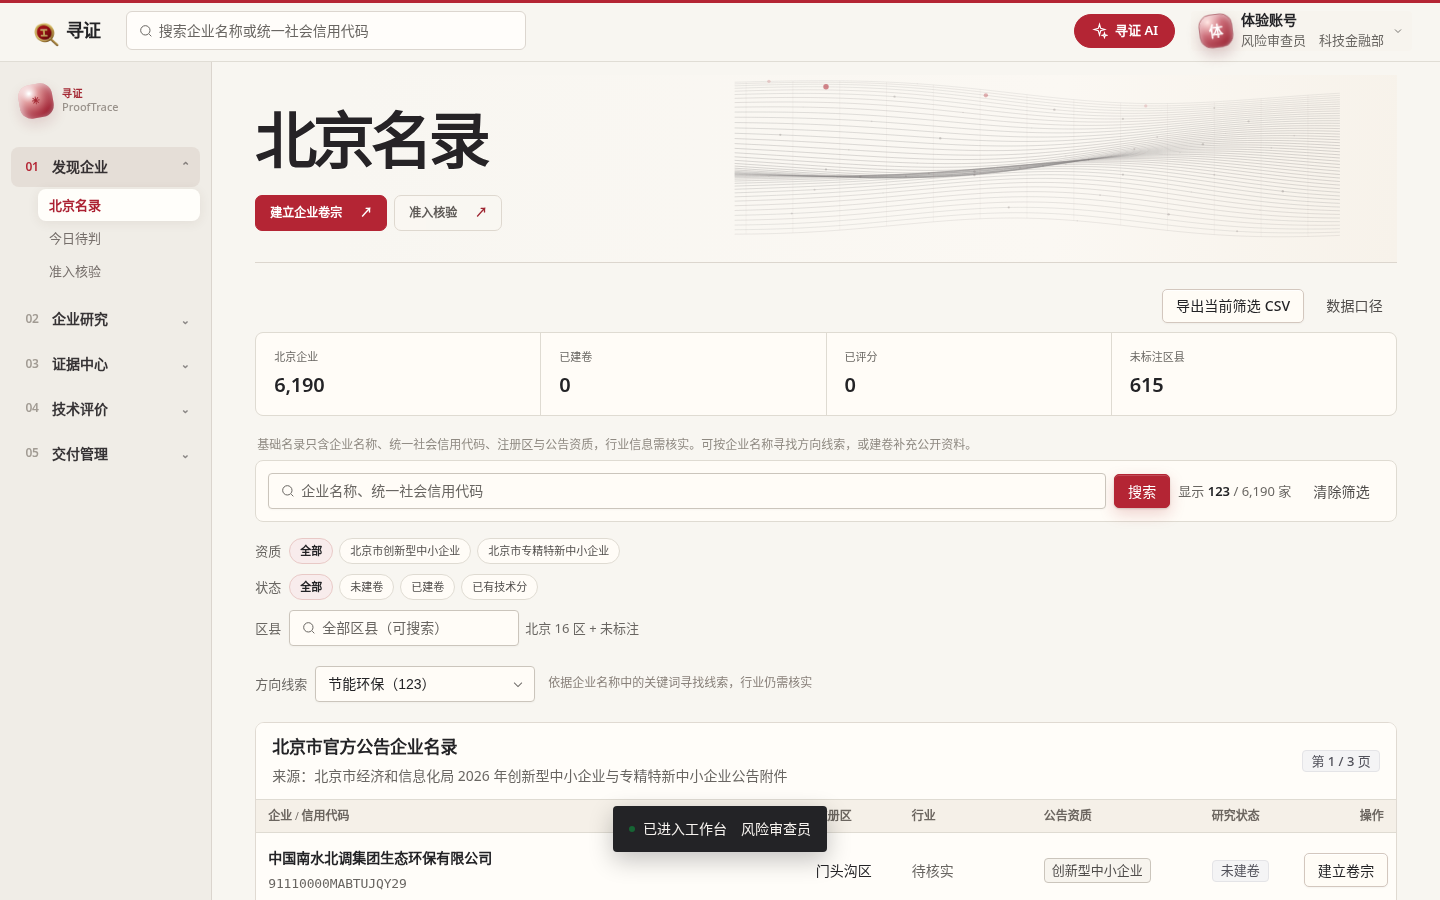 寻证
搜索企业名称或统一社会信用代码
寻证 AI
体
体验账号
风险审查员 科技金融部
寻证
ProofTrace
01 发现企业
北京名录
今日待判
准入核验
02 企业研究
03 证据中心
04 技术评价
05 交付管理
北京名录
建立企业卷宗 ↗
准入核验 ↗
导出当前筛选 CSV 数据口径
北京企业 已建卷 已评分 未标注区县
6,190 0 0 615
基础名录只含企业名称、统一社会信用代码、注册区与公告资质，行业信息需核实。可按企业名称寻找方向线索，或建卷补充公开资料。
企业名称、统一社会信用代码 搜索 显示 123 / 6,190 家 清除筛选
资质 全部 北京市创新型中小企业 北京市专精特新中小企业
状态 全部 未建卷 已建卷 已有技术分
区县 全部区县（可搜索） 北京 16 区 + 未标注
方向线索 节能环保（123） 依据企业名称中的关键词寻找线索，行业仍需核实
北京市官方公告企业名录
来源：北京市经济和信息化局 2026 年创新型中小企业与专精特新中小企业公告附件
第 1 / 3 页
企业 / 信用代码 册区 行业 公告资质 研究状态 操作
已进入工作台 风险审查员
中国南水北调集团生态环保有限公司
91110000MABTUJQY29
门头沟区 待核实 创新型中小企业 未建卷 建立卷宗